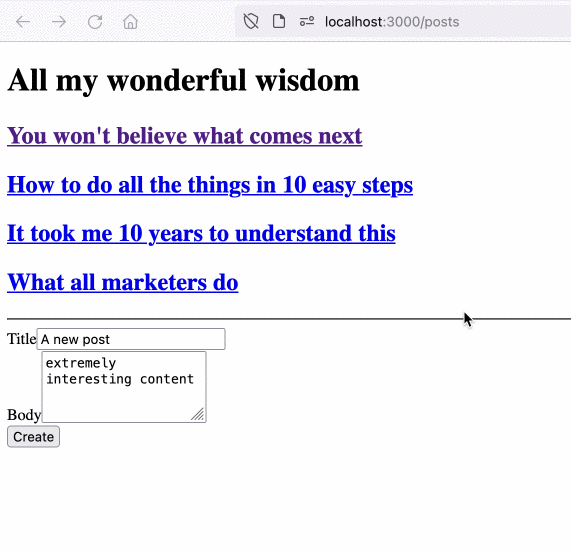 localhost:3000/posts
All my wonderful wisdom
You won't believe what comes next
How to do all the things in 10 easy steps
It took me 10 years to understand this
What all marketers do
Title A new post
extremely
interesting content
Body
Create